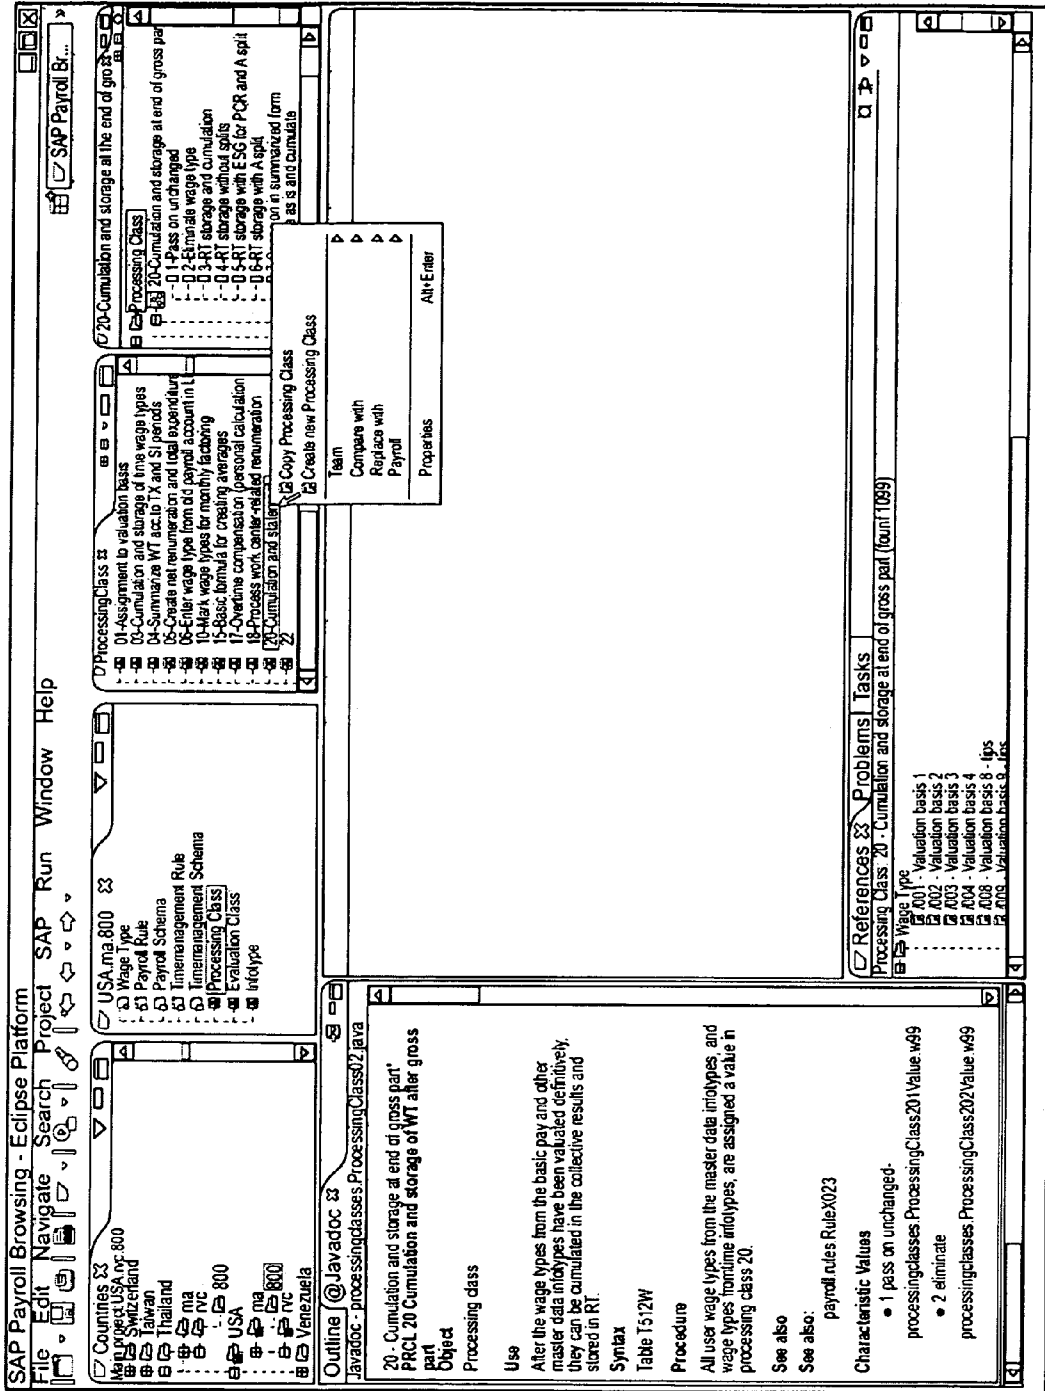 SAP Payroll Browsing - Eclipse Platform
File Edit Navigate Search Project SAP Run Window Help
SAP Payroll Br...
Countries
Main project USA.rvc.800
Switzerland
Taiwan
Thailand
ma
rvc
800
USA
ma
800
rvc
Venezuela
USA.ma.800
Wage Type
Payroll Rule
Payroll Schema
Timemanagement Rule
Timemanagement Schema
Processing Class
Evaluation Class
Infotype
ProcessingClass
01-Assignment to valuation basis
03-Cumulation and storage of time wage types
04-Summarize WT acc.to TX and SI periods
05-Create net renumeration and total expenditure
06-Enter wage type from old payroll account in L
10-Mark wage types for monthly factoring
15-Basic formula for creating averages
17-Overtime compensation (personal calculation
18-Process work center-related renumeration
20-Cumulation and
22
20-Cumulation and storage at the end of gro
Processing Class
20-Cumulation and storage at end of gross par
1-Pass on unchanged
2-Eliminate wage type
3-RT storage and cumulation
4-RT storage without splits
5-RT storage with ESG for PCR and A split
6-RT storage with A split
on in summarized form
as is and cumulate
Copy Processing Class
Create new Processing Class
Team
Compare with
Replace with
Payroll
Properties Alt+Enter
Outline @Javadoc
Javadoc - processingclasses.ProcessingClass02.java
20 - Cumulation and storage at end of gross part"
PRCL 20 Cumulation and storage of WT after gross
part
Object
Processing class
Use
After the wage types from the basic pay and other
master data infotypes have been valuated definitively,
they can be cumulated in the collective results and
stored in RT.
Syntax
Table T512W
Procedure
All user wage types from the master data infotypes, and
wage types fromtime infotypes, are assigned a value in
processing class 20.
See also
See also:
payroll.rules RuleX023
Characteristic Values
• 1 pass on unchanged-
processingclasses.ProcessingClass201Value.w99
• 2 eliminate
processingclasses.ProcessingClass202Value.w99
References Problems Tasks
Processing Class: 20 - Cumulation and storage at end of gross part (fount 1099)
Wage Type
/001 - Valuation basis 1
/002 - Valuation basis 2
/003 - Valuation basis 3
/004 - Valuation basis 4
/008 - Valuation basis 8 - tips
/009 - Valuation basis 9 - tips